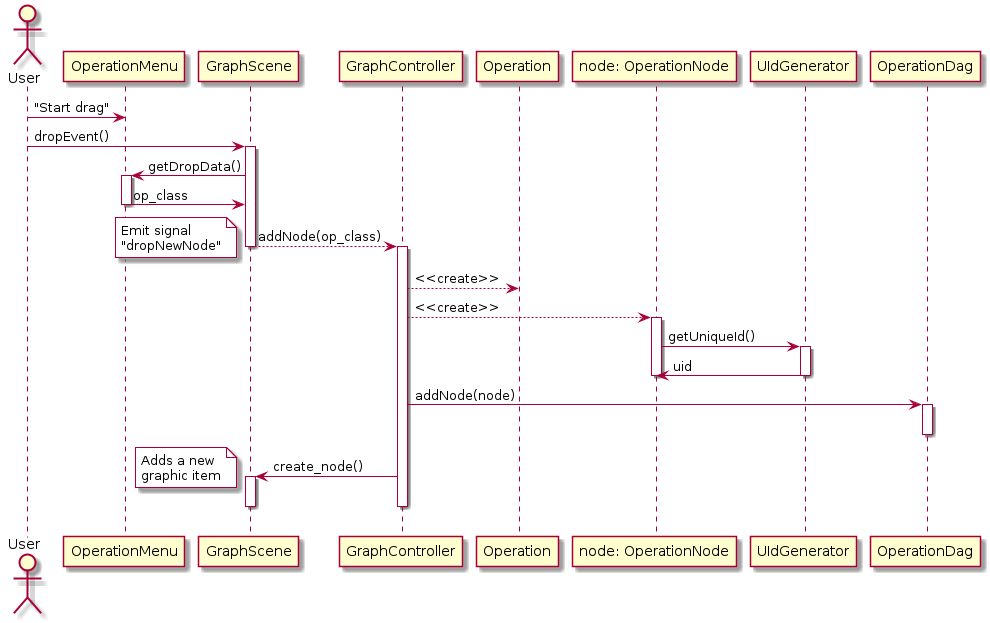 User
OperationMenu
GraphScene
GraphController
Operation
node: OperationNode
UIdGenerator
OperationDag
"Start drag"
dropEvent()
getDropData()
op_class
Emit signal
"dropNewNode"
addNode(op_class)
<<create>>
<<create>>
getUniqueId()
uid
addNode(node)
Adds a new
graphic item
create_node()
User
OperationMenu
GraphScene
GraphController
Operation
node: OperationNode
UIdGenerator
OperationDag